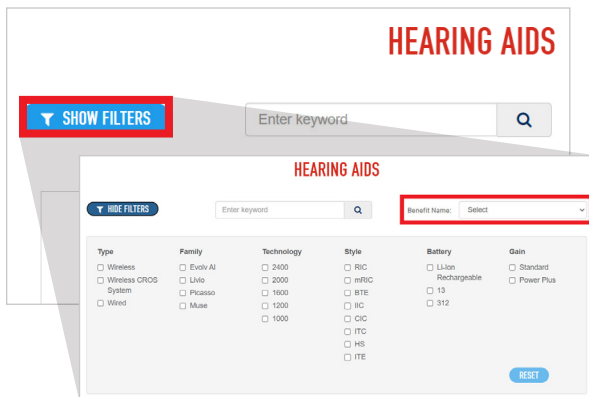 HEARING AIDS
SHOW FILTERS
Enter keyword
HEARING AIDS
HIDE FILTERS
Enter keyword
Benefit Name: Select
Type Family Technology Style Battery Gain
Wireless Evolv AI 2400 RIC Li-Ion Standard
Wireless CROS Livio 2000 mRIC Rechargeable Power Plus
System Picasso 1600 BTE 13
Wired Muse 1200 IIC 312
1000 CIC
ITC
HS
ITE
RESET